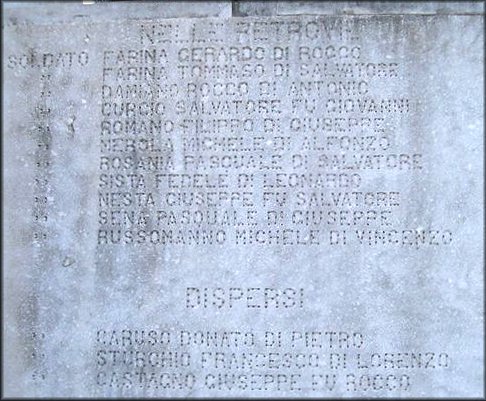 NELLE RETROVIE
SOLDATO FARINA GERARDO DI ROCCO
" FARINA TOMMASO DI SALVATORE
" DAMIANO ROCCO DI ANTONIO
" CURCIO SALVATORE FU GIOVANNI
" ROMANO FILIPPO DI GIUSEPPE
" NEROLA MICHELE DI ALFONZO
" ROSANIA PASQUALE DI SALVATORE
" SISTA FEDELE DI LEONARDO
" NESTA GIUSEPPE FU SALVATORE
" SENA PASQUALE DI GIUSEPPE
" RUSSOMANNO MICHELE DI VINCENZO
DISPERSI
" CARUSO DONATO DI PIETRO
" STURCHIO FRANCESCO DI LORENZO
" CASTAGNO GIUSEPPE FU ROCCO